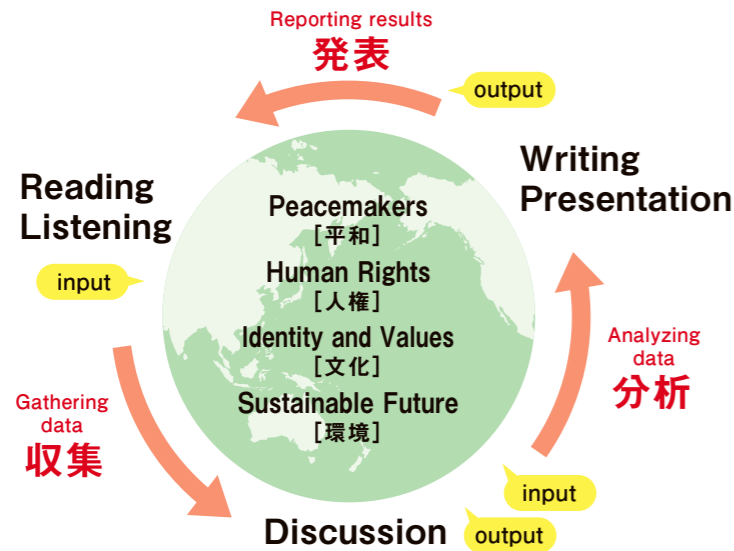 Reporting results
発表
output
Writing
Presentation
Reading
Listening
input
Peacemakers
［平和］
Human Rights
［人権］
Identity and Values
［文化］
Sustainable Future
［環境］
Analyzing
data
分析
Gathering
data
収集
input
Discussion
output